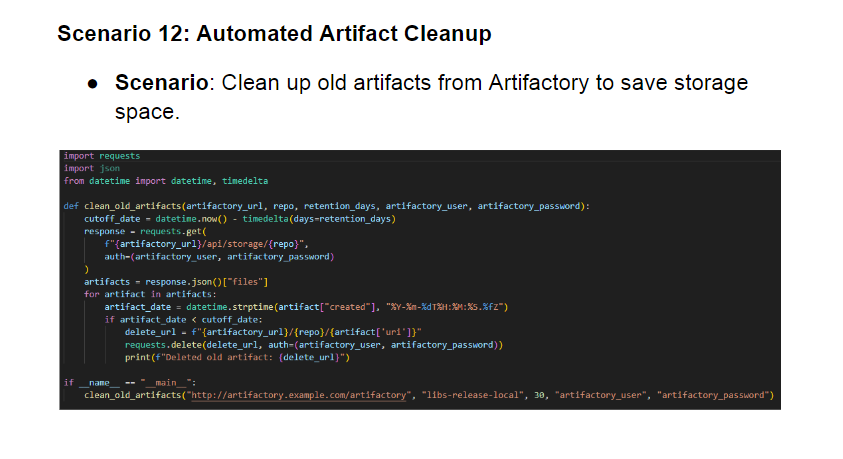 Scenario 12: Automated Artifact Cleanup
● Scenario: Clean up old artifacts from Artifactory to save storage
space.
import requests
import json
from datetime import datetime, timedelta
def clean_old_artifacts(artifactory_url, repo, retention_days, artifactory_user, artifactory_password):
    cutoff_date = datetime.now() - timedelta(days=retention_days)
    response = requests.get(
        f"{artifactory_url}/api/storage/{repo}",
        auth=(artifactory_user, artifactory_password)
    )
    artifacts = response.json()["files"]
    for artifact in artifacts:
        artifact_date = datetime.strptime(artifact["created"], "%Y-%m-%dT%H:%M:%S.%fZ")
        if artifact_date < cutoff_date:
            delete_url = f"{artifactory_url}/{repo}/{artifact['uri']}"
            requests.delete(delete_url, auth=(artifactory_user, artifactory_password))
            print(f"Deleted old artifact: {delete_url}")
if __name__ == "__main__":
    clean_old_artifacts("http://artifactory.example.com/artifactory", "libs-release-local", 30, "artifactory_user", "artifactory_password")